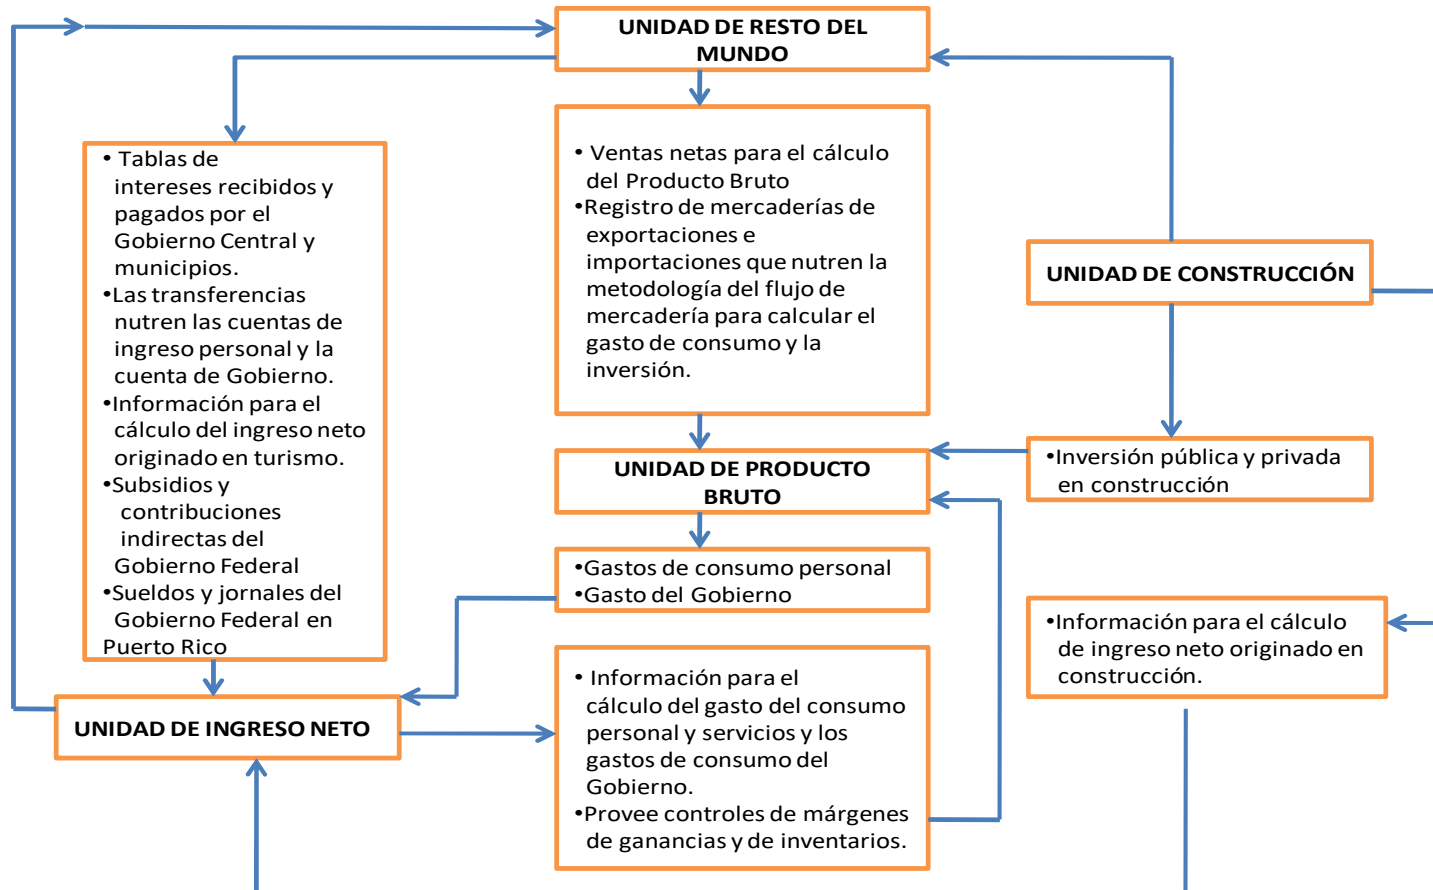 UNIDAD DE RESTO DEL
MUNDO
• Tablas de
intereses recibidos y
pagados por el
Gobierno Central y
municipios.
•Las transferencias
nutren las cuentas de
ingreso personal y la
cuenta de Gobierno.
•Información para el
cálculo del ingreso neto
originado en turismo.
•Subsidios y
contribuciones
indirectas del
Gobierno Federal
•Sueldos y jornales del
Gobierno Federal en
Puerto Rico
• Ventas netas para el cálculo
del Producto Bruto
•Registro de mercaderías de
exportaciones e
importaciones que nutren la
metodología del flujo de
mercadería para calcular el
gasto de consumo y la
inversión.
UNIDAD DE CONSTRUCCIÓN
UNIDAD DE PRODUCTO
BRUTO
•Inversión pública y privada
en construcción
•Gastos de consumo personal
•Gasto del Gobierno
•Información para el cálculo
de ingreso neto originado en
construcción.
UNIDAD DE INGRESO NETO
• Información para el
cálculo del gasto del consumo
personal y servicios y los
gastos de consumo del
Gobierno.
•Provee controles de márgenes
de ganancias y de inventarios.